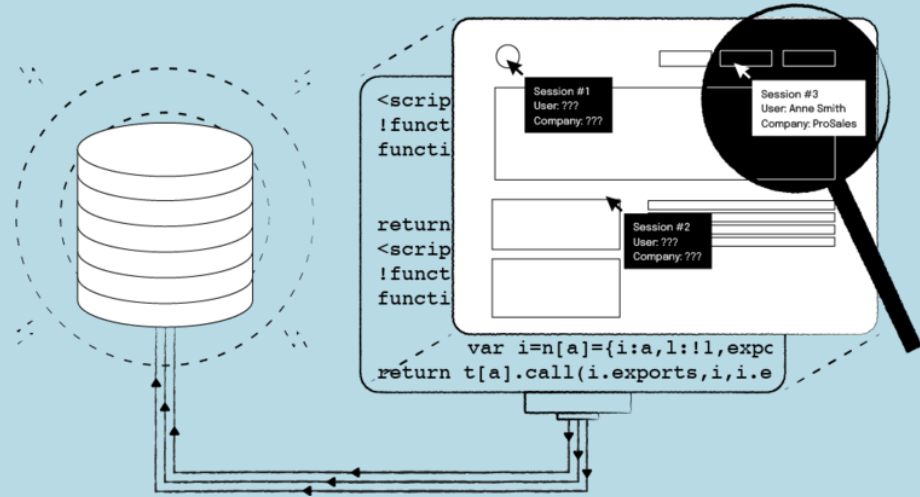 <scrip
!funct
functi
return
<scrip
!funct
functi
var i=n[a]={i:a,l:!1,expc
return t[a].call(i.exports,i,i.e
Session #1
User: ???
Company: ???
Session #3
User: Anne Smith
Company: ProSales
Session #2
User: ???
Company: ???